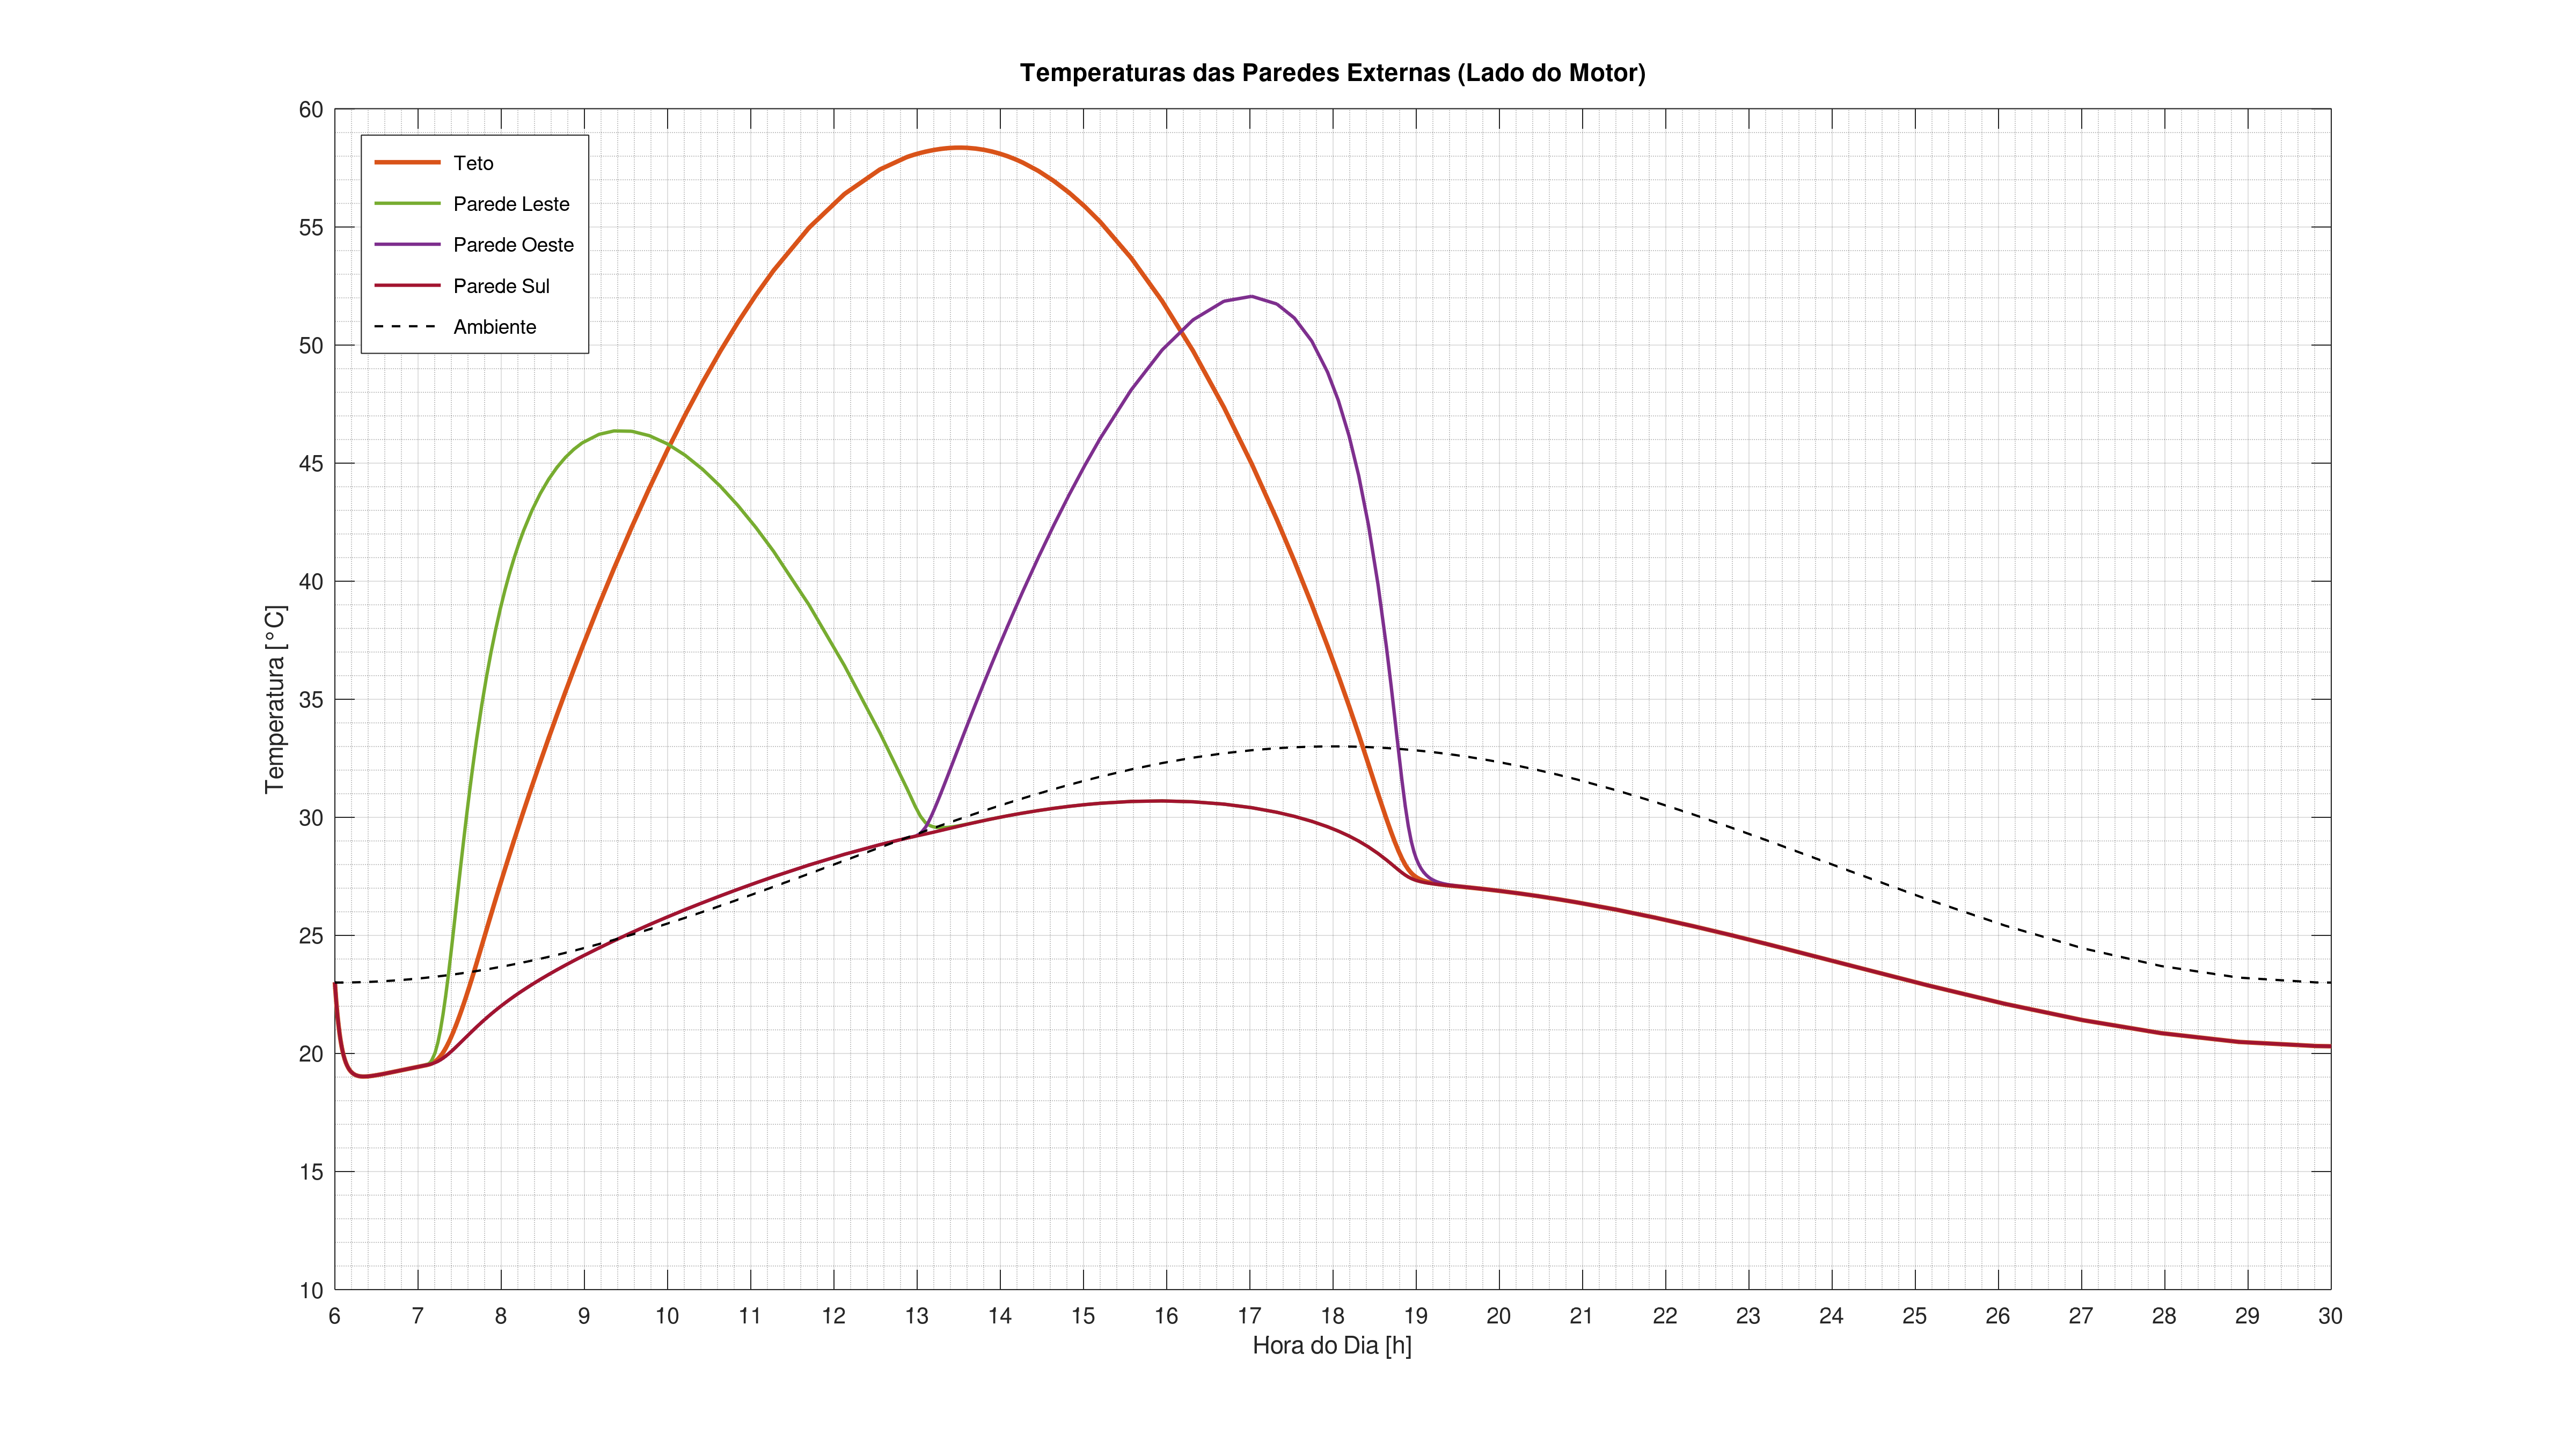 Temperaturas das Paredes Externas (Lado do Motor)
60
55
50
45
40
35
30
25
20
15
10
Temperatura [°C]
Teto
Parede Leste
Parede Oeste
Parede Sul
Ambiente
6 7 8 9 10 11 12 13 14 15 16 17 18 19 20 21 22 23 24 25 26 27 28 29 30
Hora do Dia [h]